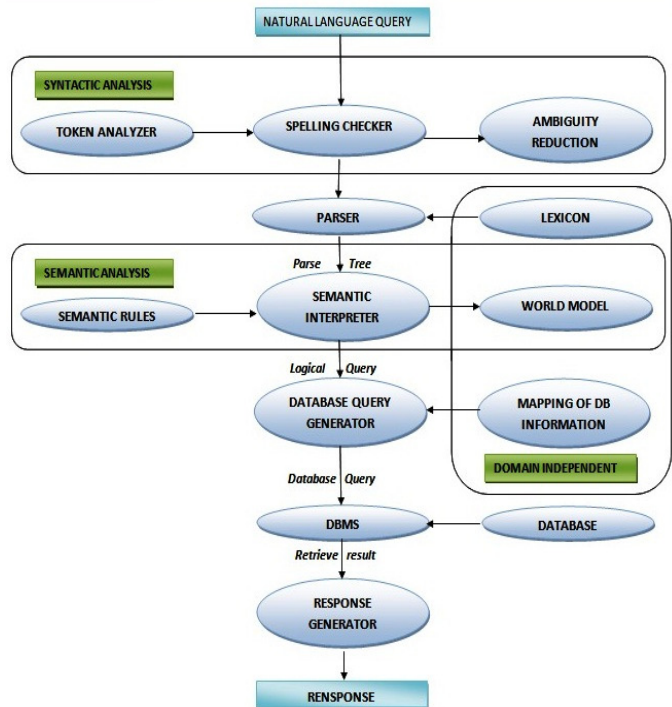 NATURAL LANGUAGE QUERY
SYNTACTIC ANALYSIS
TOKEN ANALYZER
SPELLING CHECKER
AMBIGUITY
REDUCTION
PARSER
LEXICON
Parse Tree
SEMANTIC ANALYSIS
SEMANTIC RULES
SEMANTIC
INTERPRETER
WORLD MODEL
Logical Query
DATABASE QUERY
GENERATOR
MAPPING OF DB
INFORMATION
DOMAIN INDEPENDENT
Database Query
DBMS
DATABASE
Retrieve result
RESPONSE
GENERATOR
RENSPONSE